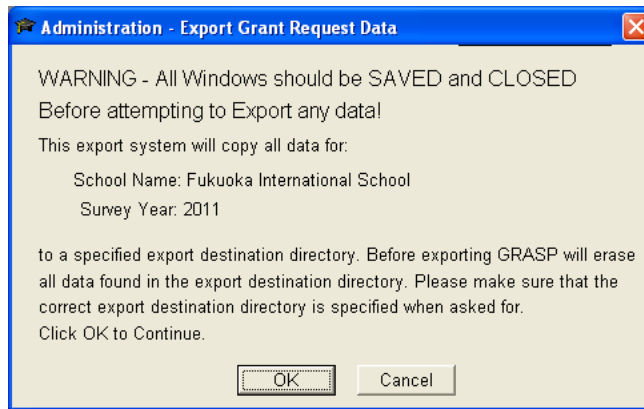 Administration - Export Grant Request Data
WARNING - All Windows should be SAVED and CLOSED
Before attempting to Export any data!
This export system will copy all data for:
School Name: Fukuoka International School
Survey Year: 2011
to a specified export destination directory. Before exporting GRASP will erase
all data found in the export destination directory. Please make sure that the
correct export destination directory is specified when asked for.
Click OK to Continue.
OK Cancel